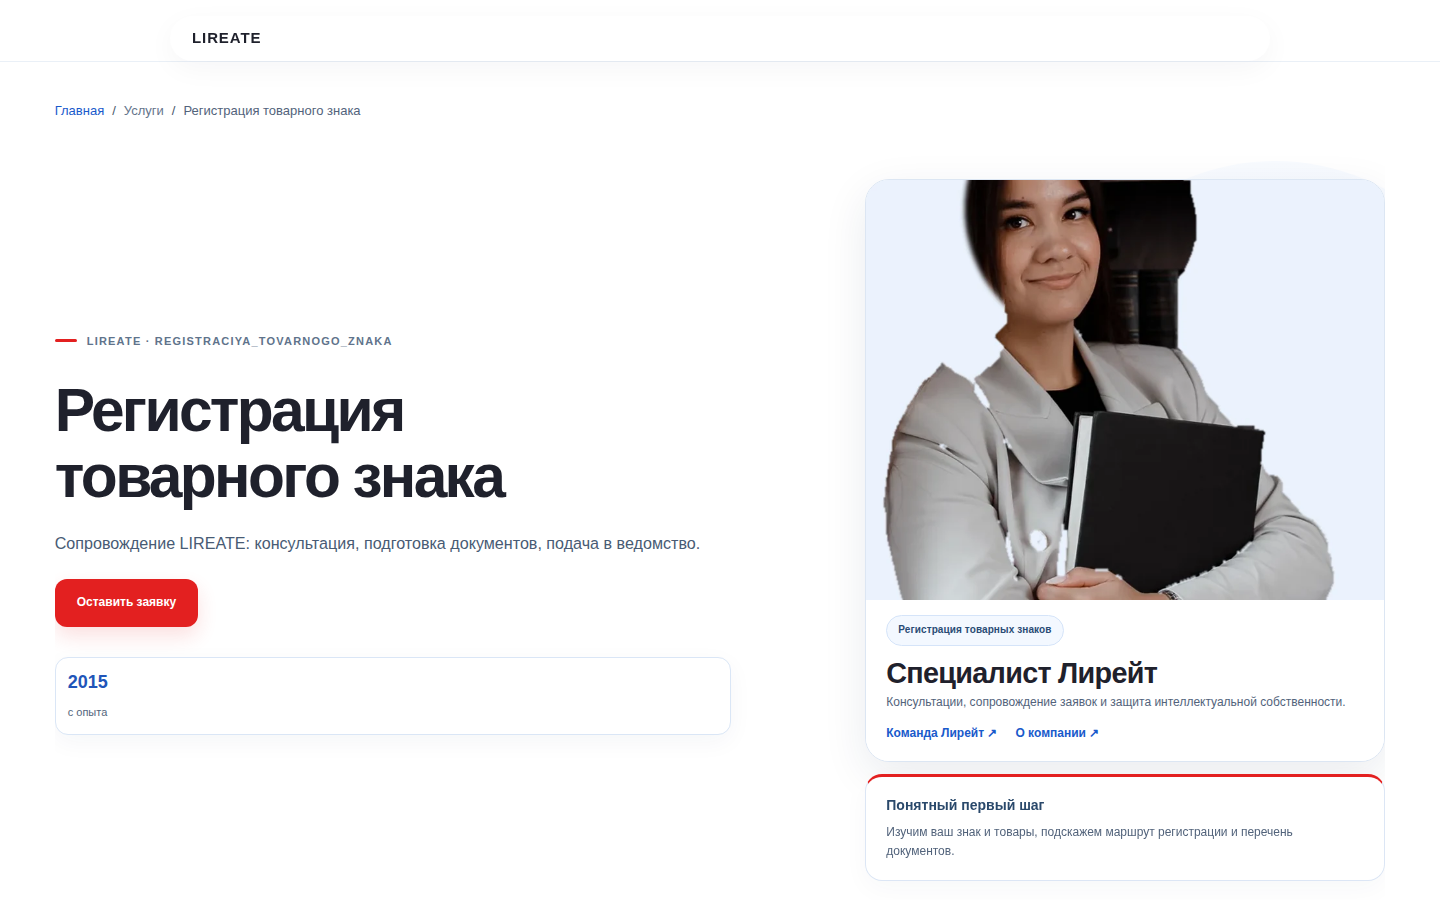 LIREATE
Главная / Услуги / Регистрация товарного знака
LIREATE · REGISTRACIYA_TOVARNOGO_ZNAKA
Регистрация
товарного знака
Сопровождение LIREATE: консультация, подготовка документов, подача в ведомство.
Оставить заявку
2015
с опыта
Регистрация товарных знаков
Специалист Лирейт
Консультации, сопровождение заявок и защита интеллектуальной собственности.
Команда Лирейт ↗ О компании ↗
Понятный первый шаг
Изучим ваш знак и товары, подскажем маршрут регистрации и перечень
документов.